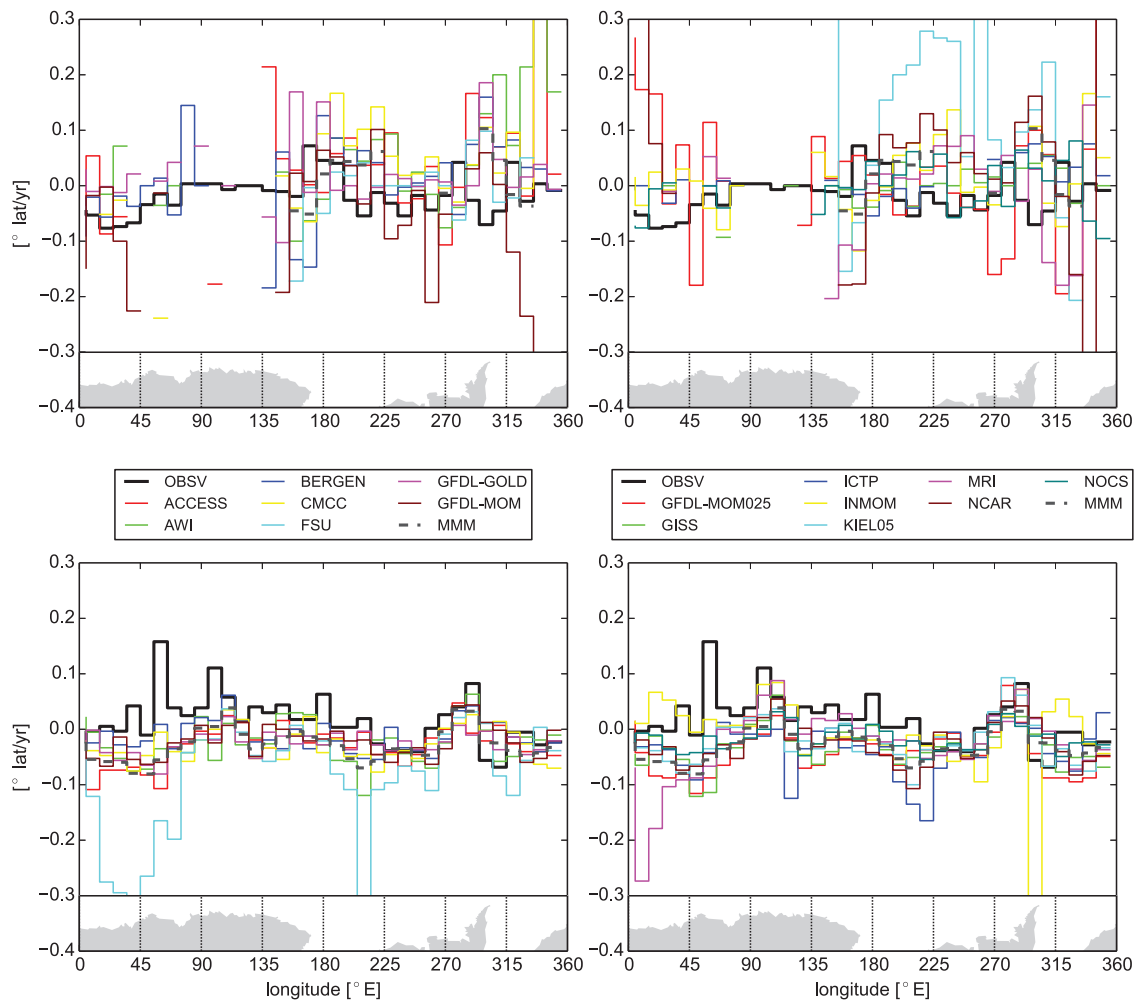 [° lat/yr]
0.3
0.2
0.1
0.0
−0.1
−0.2
−0.3
−0.4
0 45 90 135 180 225 270 315 360
0.3
0.2
0.1
0.0
−0.1
−0.2
−0.3
−0.4
0 45 90 135 180 225 270 315 360
OBSV BERGEN GFDL-GOLD
ACCESS CMCC GFDL-MOM
AWI FSU MMM
OBSV ICTP MRI NOCS
GFDL-MOM025 INMOM NCAR MMM
GISS KIEL05
[° lat/yr]
0.3
0.2
0.1
0.0
−0.1
−0.2
−0.3
−0.4
0 45 90 135 180 225 270 315 360
longitude [° E]
0.3
0.2
0.1
0.0
−0.1
−0.2
−0.3
−0.4
0 45 90 135 180 225 270 315 360
longitude [° E]